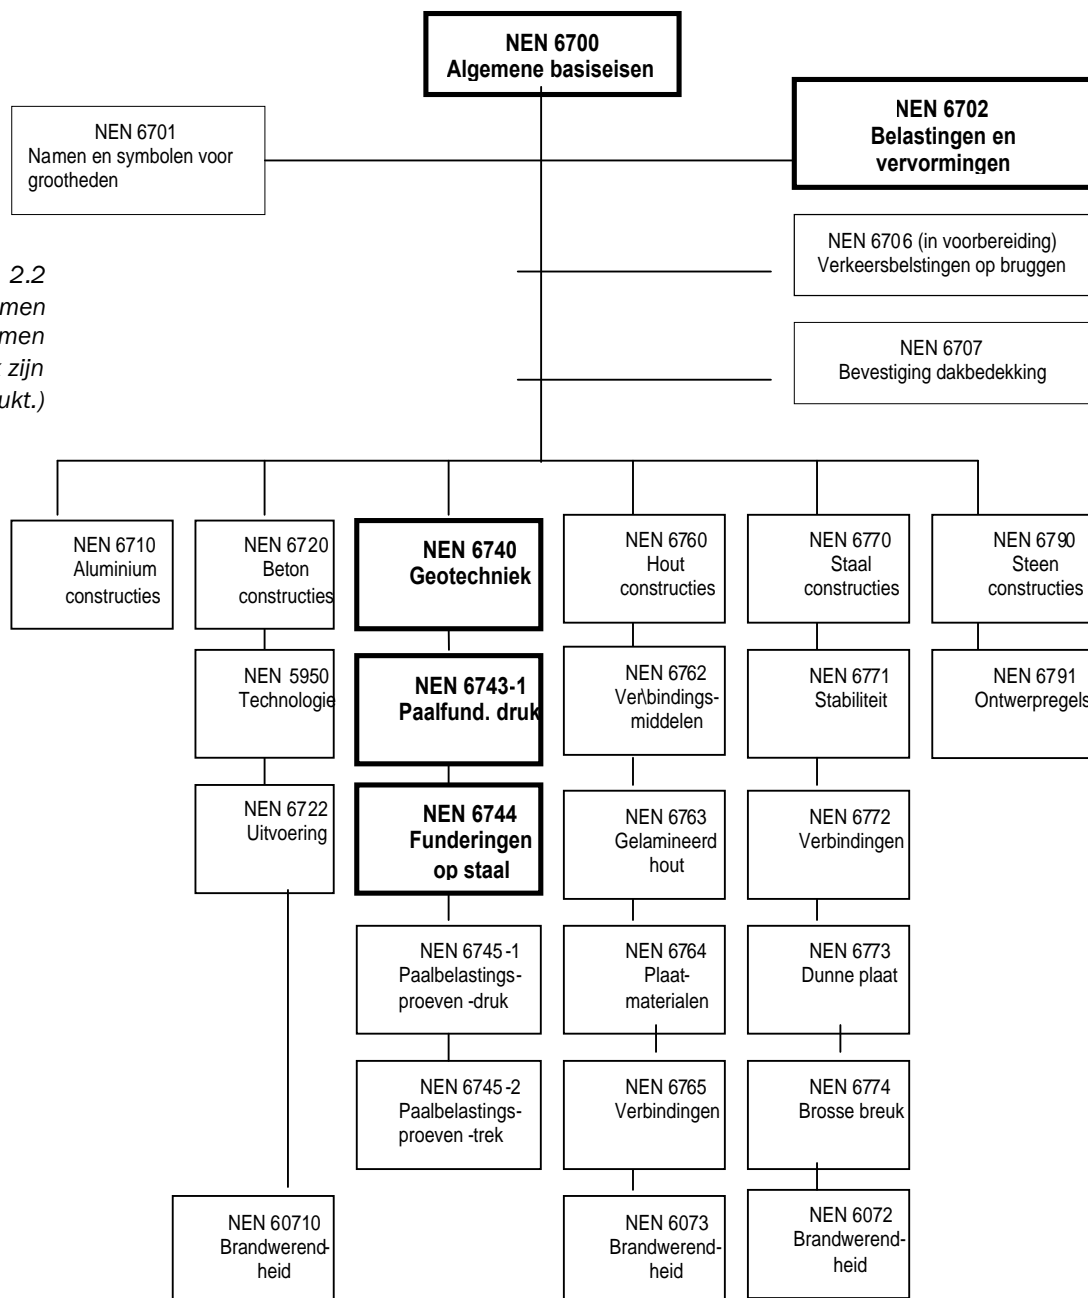 NEN 6700
Algemene basiseisen
NEN 6701
Namen en symbolen voor
grootheden
NEN 6702
Belastingen en
vervormingen
NEN 6706 (in voorbereiding)
Verkeersbelstingen op bruggen
NEN 6707
Bevestiging dakbedekking
2.2
men
men
zijn
ukt.)
NEN 6710
Aluminium
constructies
NEN 6720
Beton
constructies
NEN 5950
Technologie
NEN 6722
Uitvoering
NEN 60710
Brandwerend-
heid
NEN 6740
Geotechniek
NEN 6743-1
Paalfund. druk
NEN 6744
Funderingen
op staal
NEN 6745-1
Paalbelastings-
proeven -druk
NEN 6745-2
Paalbelastings-
proeven -trek
NEN 6760
Hout
constructies
NEN 6762
Ver\bindings-
middelen
NEN 6763
Gelamineerd
hout
NEN 6764
Plaat-
materialen
NEN 6765
Verbindingen
NEN 6073
Brandwerend-
heid
NEN 6770
Staal
constructies
NEN 6771
Stabiliteit
NEN 6772
Verbindingen
NEN 6773
Dunne plaat
NEN 6774
Brosse breuk
NEN 6072
Brandwerend-
heid
NEN 6790
Steen
constructies
NEN 6791
Ontwerpregels